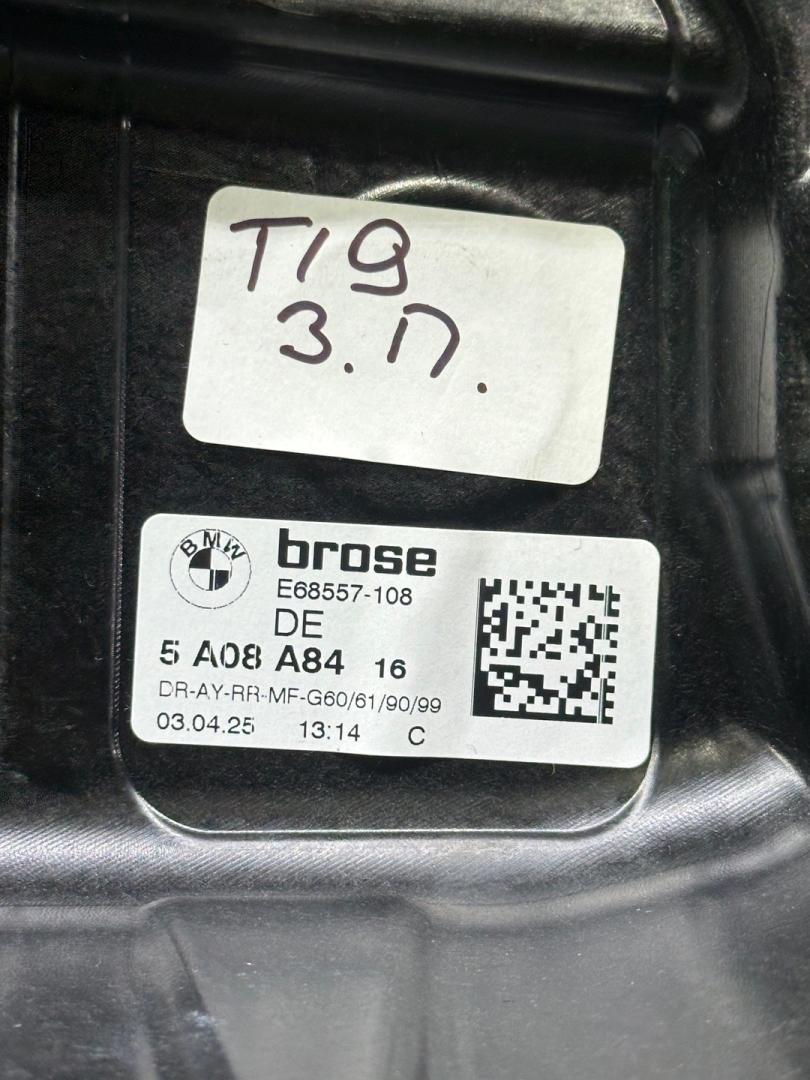 T19
З.П.
BMW
brose
E68557-108
DE
5 A08 A84 16
DR-AY-RR-MF-G60/61/90/99
03.04.25 13:14 C